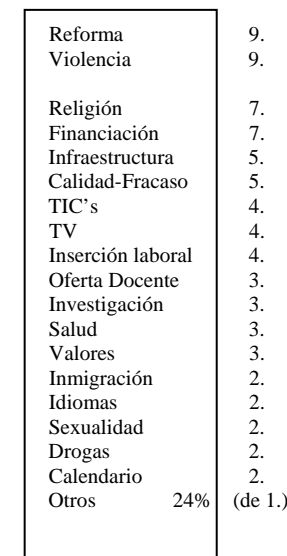 Reforma 9.
Violencia 9.
Religión 7.
Financiación 7.
Infraestructura 5.
Calidad-Fracaso 5.
TIC’s 4.
TV 4.
Inserción laboral 4.
Oferta Docente 3.
Investigación 3.
Salud 3.
Valores 3.
Inmigración 2.
Idiomas 2.
Sexualidad 2.
Drogas 2.
Calendario 2.
Otros 24% (de 1.)